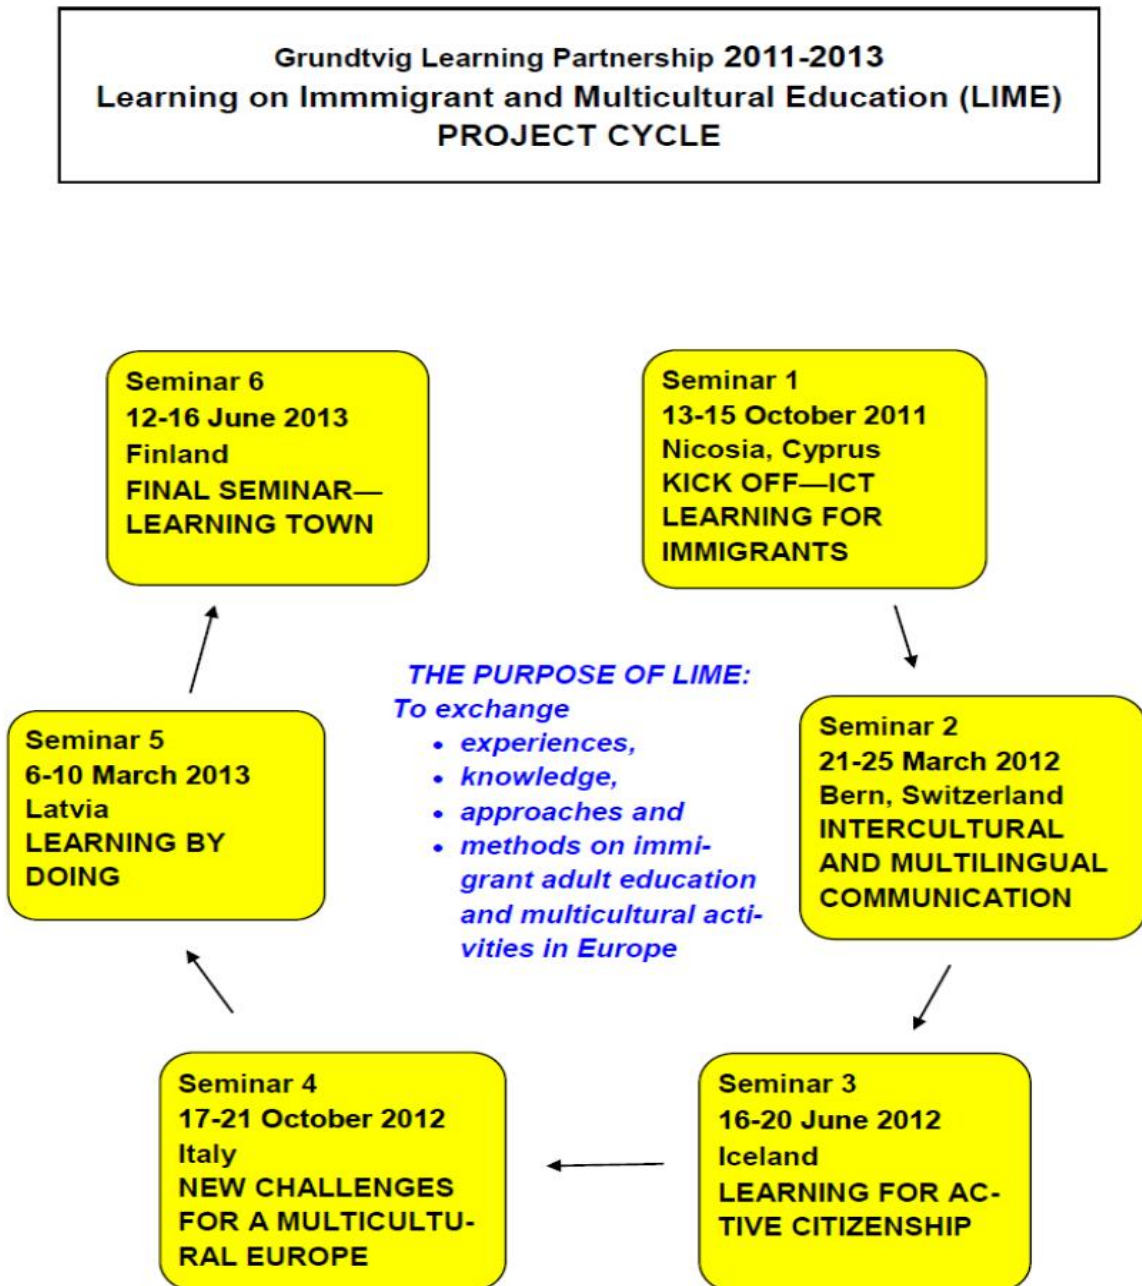 Grundtvig Learning Partnership 2011-2013
Learning on Immmigrant and Multicultural Education (LIME)
PROJECT CYCLE
Seminar 1
13-15 October 2011
Nicosia, Cyprus
KICK OFF—ICT
LEARNING FOR
IMMIGRANTS
Seminar 2
21-25 March 2012
Bern, Switzerland
INTERCULTURAL
AND MULTILINGUAL
COMMUNICATION
Seminar 3
16-20 June 2012
Iceland
LEARNING FOR AC-
TIVE CITIZENSHIP
Seminar 4
17-21 October 2012
Italy
NEW CHALLENGES
FOR A MULTICULTU-
RAL EUROPE
Seminar 5
6-10 March 2013
Latvia
LEARNING BY
DOING
Seminar 6
12-16 June 2013
Finland
FINAL SEMINAR—
LEARNING TOWN
THE PURPOSE OF LIME:
To exchange
• experiences,
• knowledge,
• approaches and
• methods on immi-
grant adult education
and multicultural acti-
vities in Europe